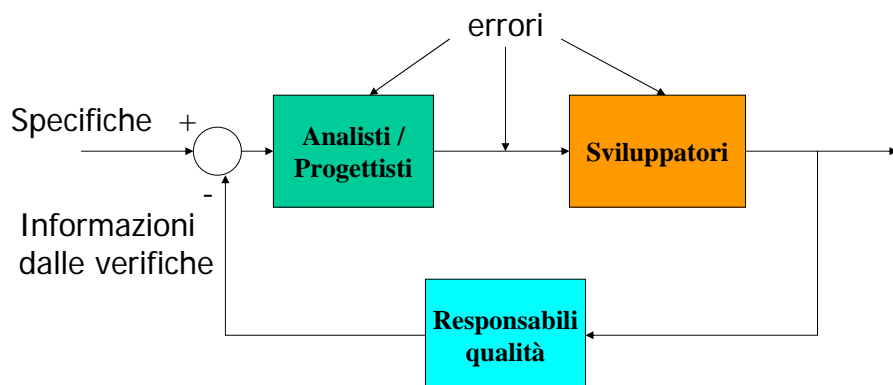 errori
Specifiche +
Analisti /
Progettisti
Sviluppatori
-
Informazioni
dalle verifiche
Responsabili
qualità